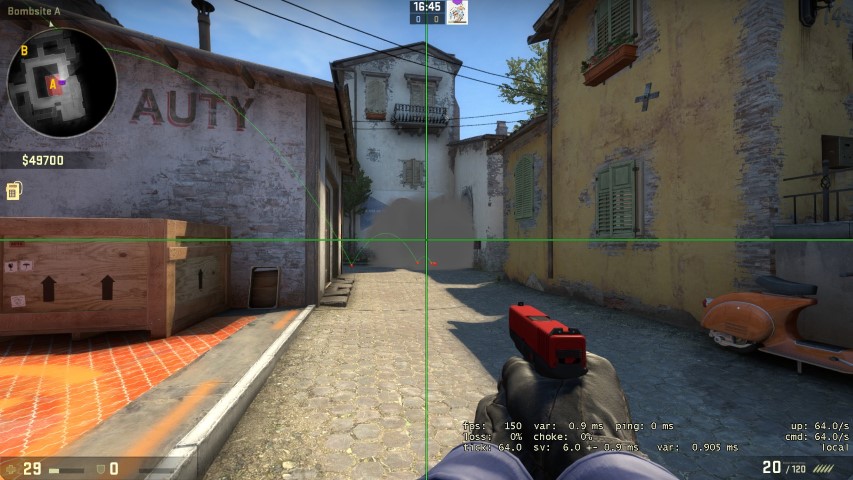 Bombsite A
16:45
0 0
B
A
AUTY
$49700
fps: 150 var: 0.9 ms ping: 0 ms
loss: 0% choke: 0%
tick: 64.0 sv: 6.0 +- 0.9 ms var: 0.905 ms
up: 64.0/s
cmd: 64.0/s
local
29
0
20 / 120